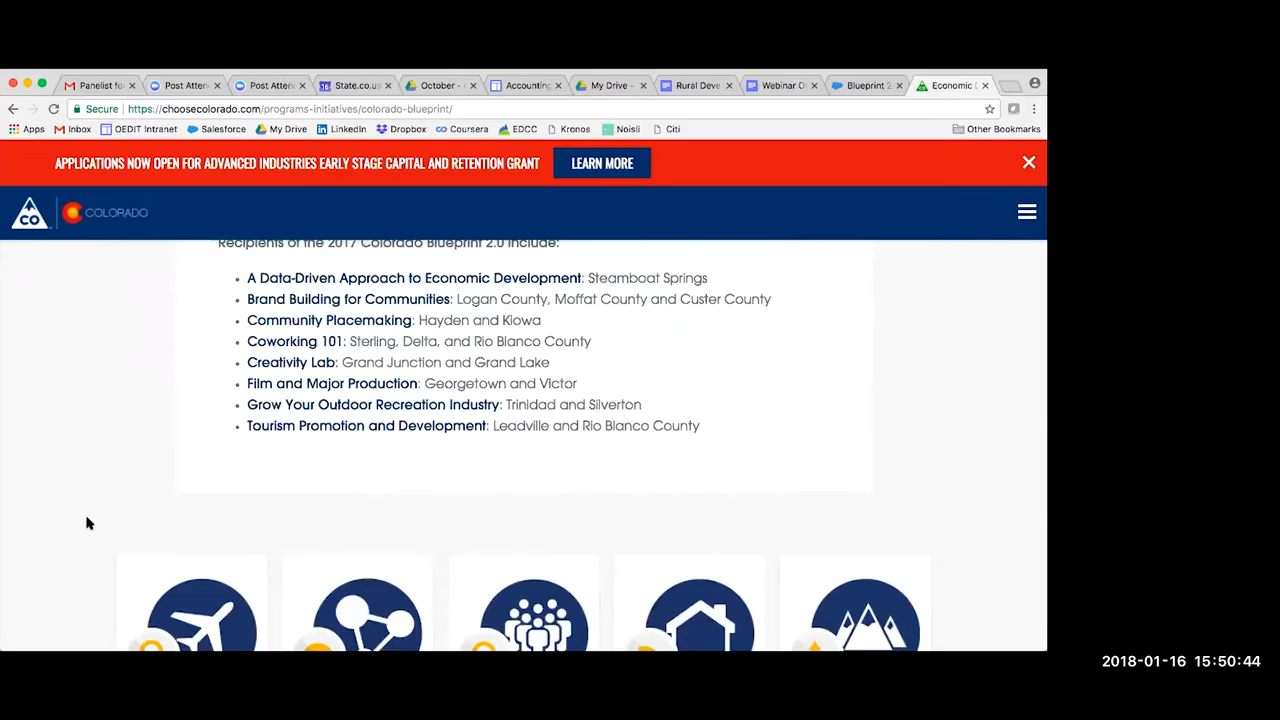 Panelist fo
Post Atten
Post Atten
State.co.us
October -
Accounting
My Drive -
Rural Deve
Webinar O
Blueprint 2
Economic D
Secure https://choosecolorado.com/programs-initiatives/colorado-blueprint/
Apps Inbox OEDIT Intranet Salesforce My Drive LinkedIn Dropbox Coursera EDCC Kronos Noisli Citi Other Bookmarks
APPLICATIONS NOW OPEN FOR ADVANCED INDUSTRIES EARLY STAGE CAPITAL AND RETENTION GRANT LEARN MORE
CO COLORADO
Recipients of the 2017 Colorado Blueprint 2.0 include:
• A Data-Driven Approach to Economic Development: Steamboat Springs
• Brand Building for Communities: Logan County, Moffat County and Custer County
• Community Placemaking: Hayden and Kiowa
• Coworking 101: Sterling, Delta, and Rio Blanco County
• Creativity Lab: Grand Junction and Grand Lake
• Film and Major Production: Georgetown and Victor
• Grow Your Outdoor Recreation Industry: Trinidad and Silverton
• Tourism Promotion and Development: Leadville and Rio Blanco County
2018-01-16 15:50:44